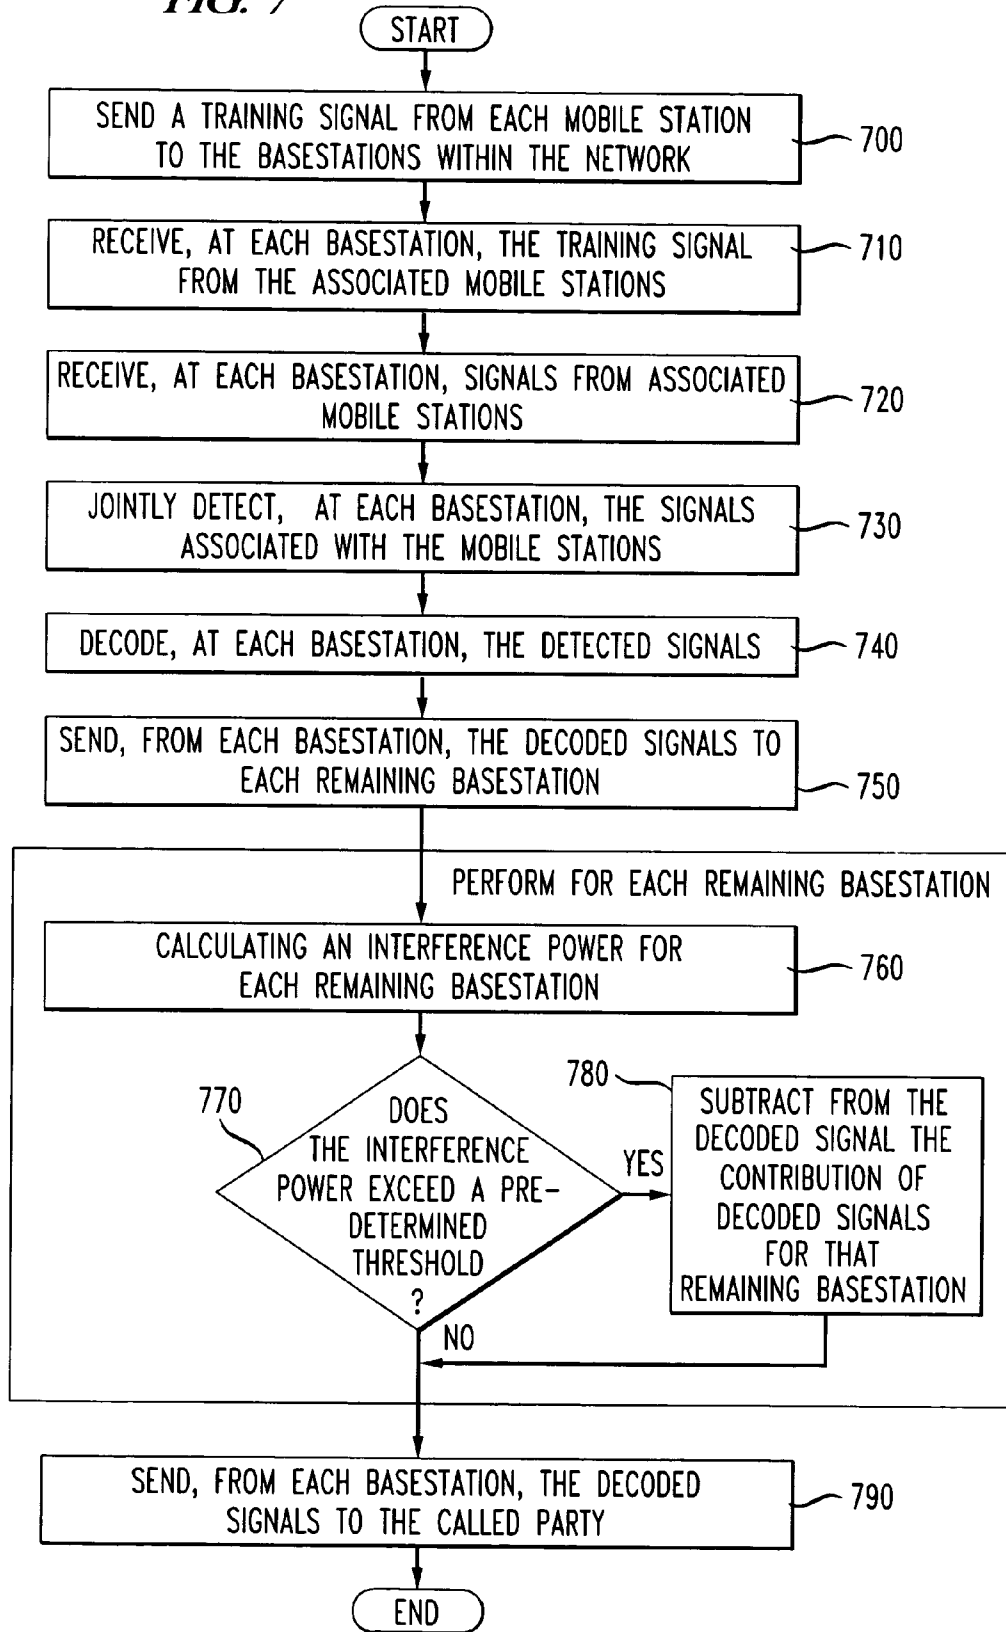 FIG. 7
START
SEND A TRAINING SIGNAL FROM EACH MOBILE STATION
TO THE BASESTATIONS WITHIN THE NETWORK
700
RECEIVE, AT EACH BASESTATION, THE TRAINING SIGNAL
FROM THE ASSOCIATED MOBILE STATIONS
710
RECEIVE, AT EACH BASESTATION, SIGNALS FROM ASSOCIATED
MOBILE STATIONS
720
JOINTLY DETECT, AT EACH BASESTATION, THE SIGNALS
ASSOCIATED WITH THE MOBILE STATIONS
730
DECODE, AT EACH BASESTATION, THE DETECTED SIGNALS
740
SEND, FROM EACH BASESTATION, THE DECODED SIGNALS TO
EACH REMAINING BASESTATION
750
PERFORM FOR EACH REMAINING BASESTATION
CALCULATING AN INTERFERENCE POWER FOR
EACH REMAINING BASESTATION
760
770
DOES
THE INTERFERENCE
POWER EXCEED A PRE-
DETERMINED
THRESHOLD
?
YES
NO
780
SUBTRACT FROM THE
DECODED SIGNAL THE
CONTRIBUTION OF
DECODED SIGNALS
FOR THAT
REMAINING BASESTATION
SEND, FROM EACH BASESTATION, THE DECODED
SIGNALS TO THE CALLED PARTY
790
END